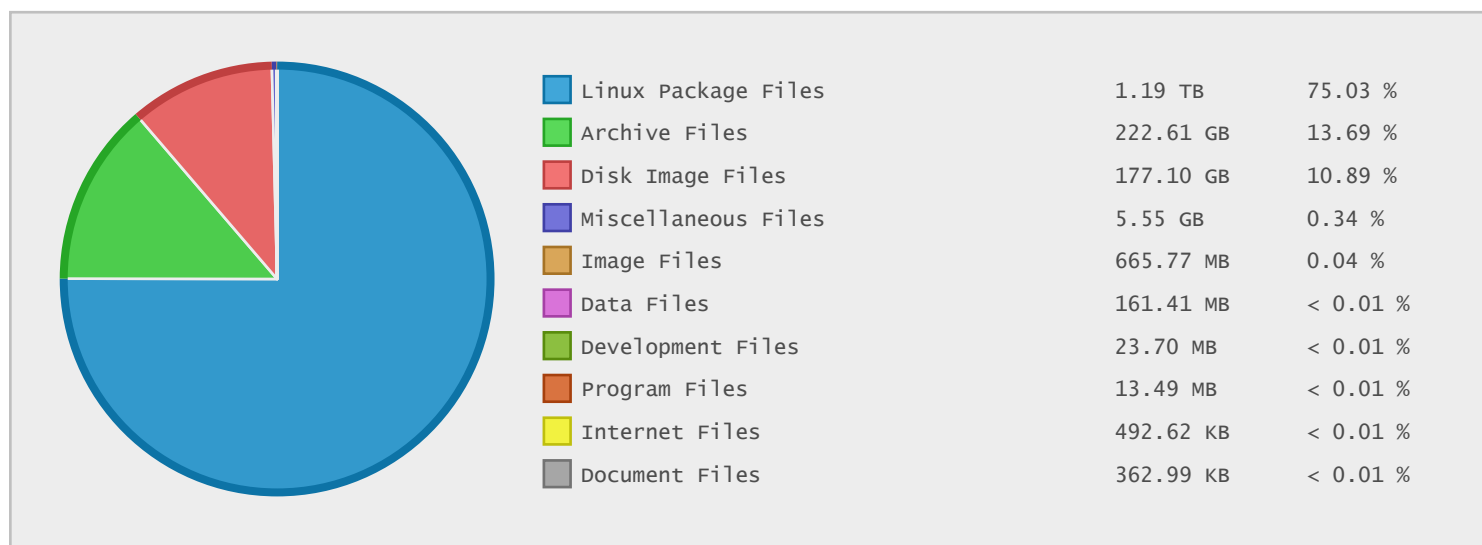 Linux Package Files 1.19 TB 75.03 %
Archive Files 222.61 GB 13.69 %
Disk Image Files 177.10 GB 10.89 %
Miscellaneous Files 5.55 GB 0.34 %
Image Files 665.77 MB 0.04 %
Data Files 161.41 MB < 0.01 %
Development Files 23.70 MB < 0.01 %
Program Files 13.49 MB < 0.01 %
Internet Files 492.62 KB < 0.01 %
Document Files 362.99 KB < 0.01 %